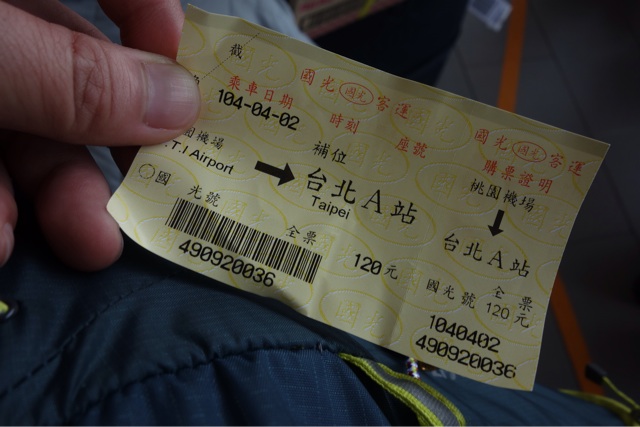 截
國光 國光 客運
乘車日期 時刻 座號
104-04-02
補位
機場 台北A站
T.I Airport Taipei
國光號 全票 120元
490920036
國光 國光 客運
購票證明
桃園機場
台北A站
國光號 全票 120元
1040402
490920036